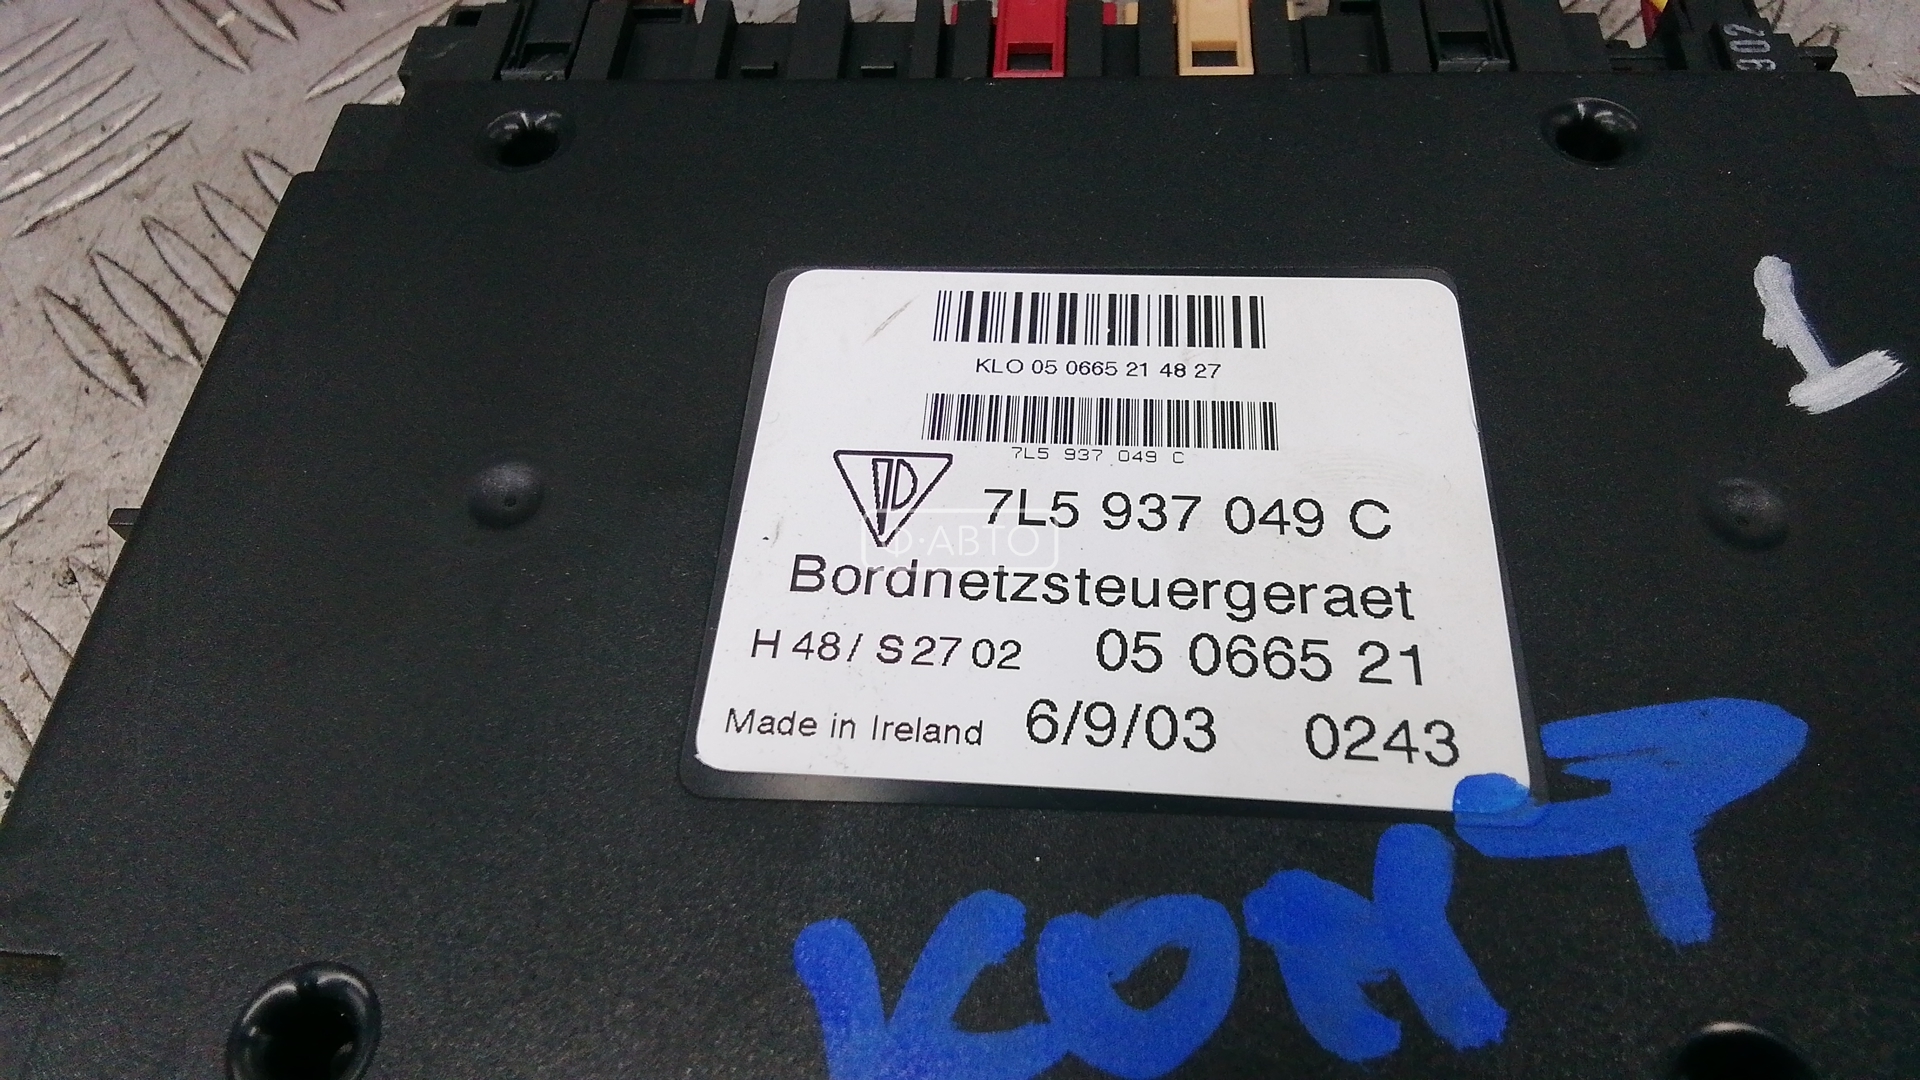 206
KLO 05 0665 21 48 27
7L5 937 049 C
7L5 937 049 C
Ф·АВТО
Bordnetzsteuergeraet
H 48/ S 27 02 05 0665 21
Made in Ireland 6/9/03 0243
1
КОН 7